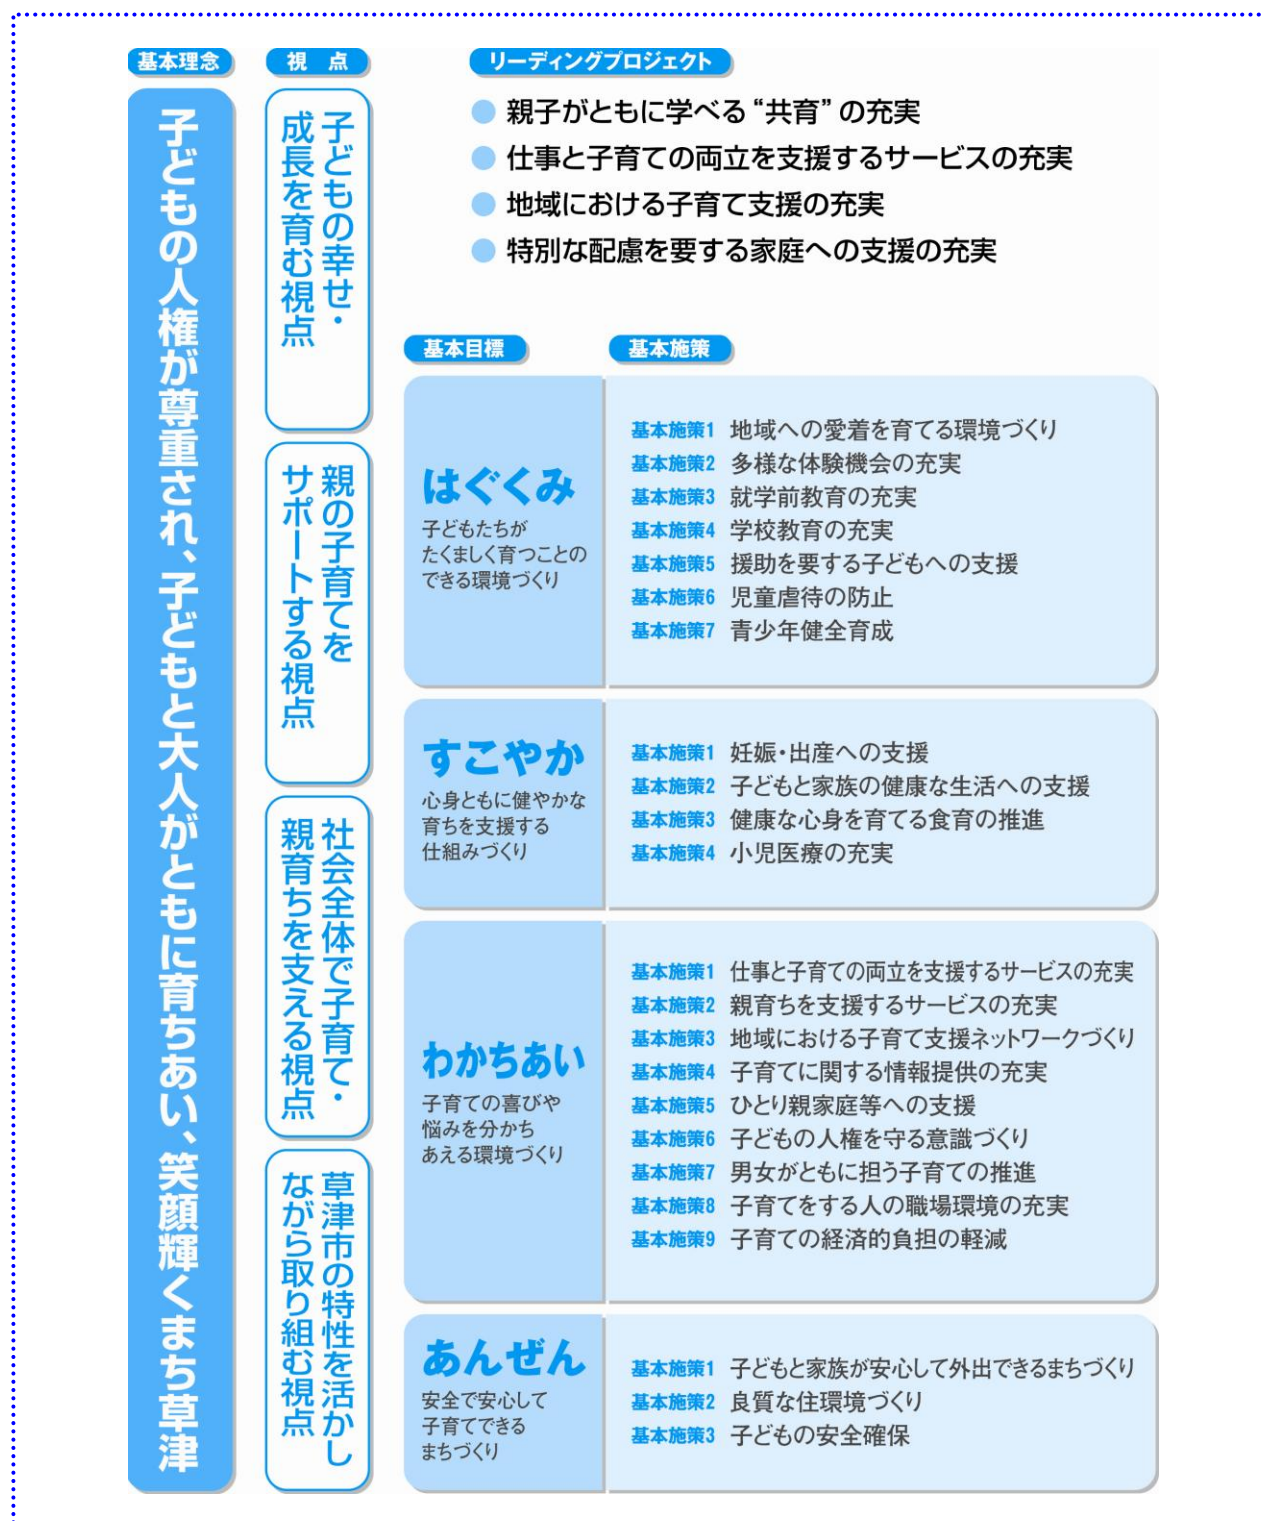 基本理念
子どもの人権が尊重され、子どもと大人がともに育ちあい、笑顔輝くまち草津
視 点
子どもの幸せ・
成長を育む視点
親の子育てを
サポートする視点
社会全体で子育て・
親育ちを支える視点
草津市の特性を活かし
ながら取り組む視点
リーディングプロジェクト
● 親子がともに学べる“共育”の充実
● 仕事と子育ての両立を支援するサービスの充実
● 地域における子育て支援の充実
● 特別な配慮を要する家庭への支援の充実
基本目標
基本施策
はぐくみ
子どもたちが
たくましく育つことの
できる環境づくり
基本施策1 地域への愛着を育てる環境づくり
基本施策2 多様な体験機会の充実
基本施策3 就学前教育の充実
基本施策4 学校教育の充実
基本施策5 援助を要する子どもへの支援
基本施策6 児童虐待の防止
基本施策7 青少年健全育成
すこやか
心身ともに健やかな
育ちを支援する
仕組みづくり
基本施策1 妊娠・出産への支援
基本施策2 子どもと家族の健康な生活への支援
基本施策3 健康な心身を育てる食育の推進
基本施策4 小児医療の充実
わかちあい
子育ての喜びや
悩みを分かち
あえる環境づくり
基本施策1 仕事と子育ての両立を支援するサービスの充実
基本施策2 親育ちを支援するサービスの充実
基本施策3 地域における子育て支援ネットワークづくり
基本施策4 子育てに関する情報提供の充実
基本施策5 ひとり親家庭等への支援
基本施策6 子どもの人権を守る意識づくり
基本施策7 男女がともに担う子育ての推進
基本施策8 子育てをする人の職場環境の充実
基本施策9 子育ての経済的負担の軽減
あんぜん
安全で安心して
子育てできる
まちづくり
基本施策1 子どもと家族が安心して外出できるまちづくり
基本施策2 良質な住環境づくり
基本施策3 子どもの安全確保